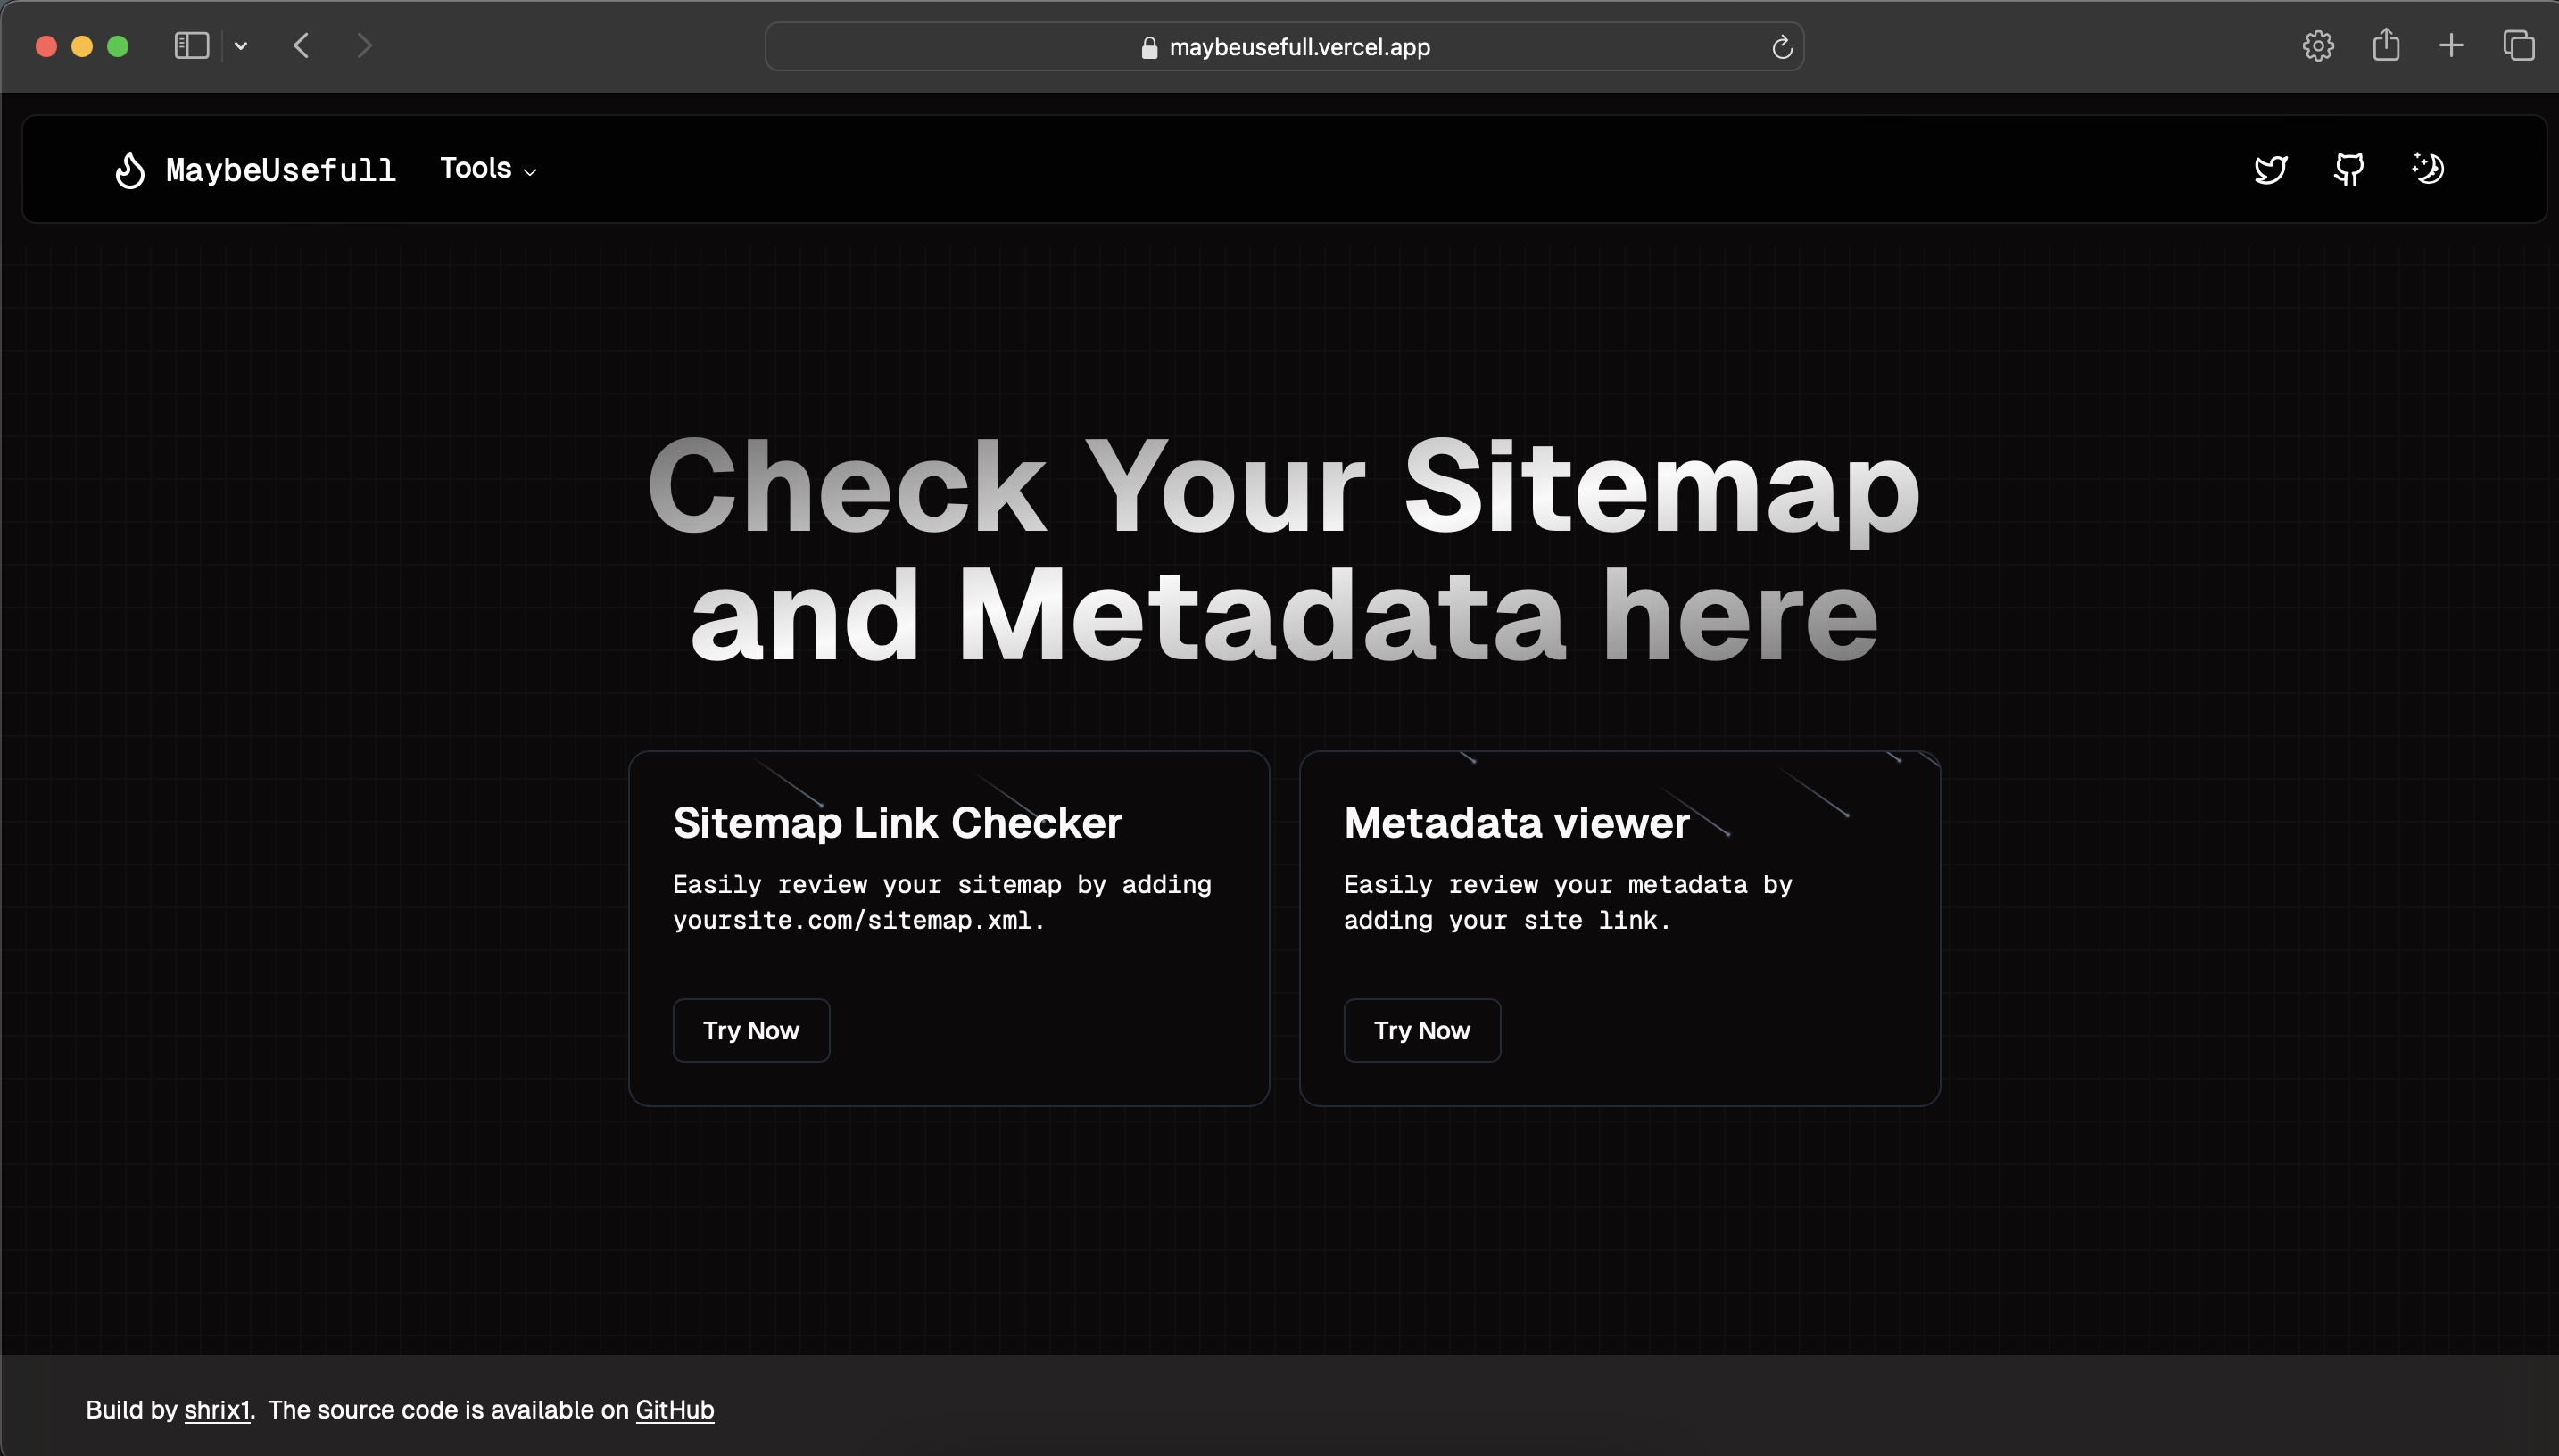 maybeusefull.vercel.app
MaybeUsefull Tools
Check Your Sitemap
and Metadata here
Sitemap Link Checker
Easily review your sitemap by adding
yoursite.com/sitemap.xml.
Try Now
Metadata viewer
Easily review your metadata by
adding your site link.
Try Now
Build by shrix1. The source code is available on GitHub